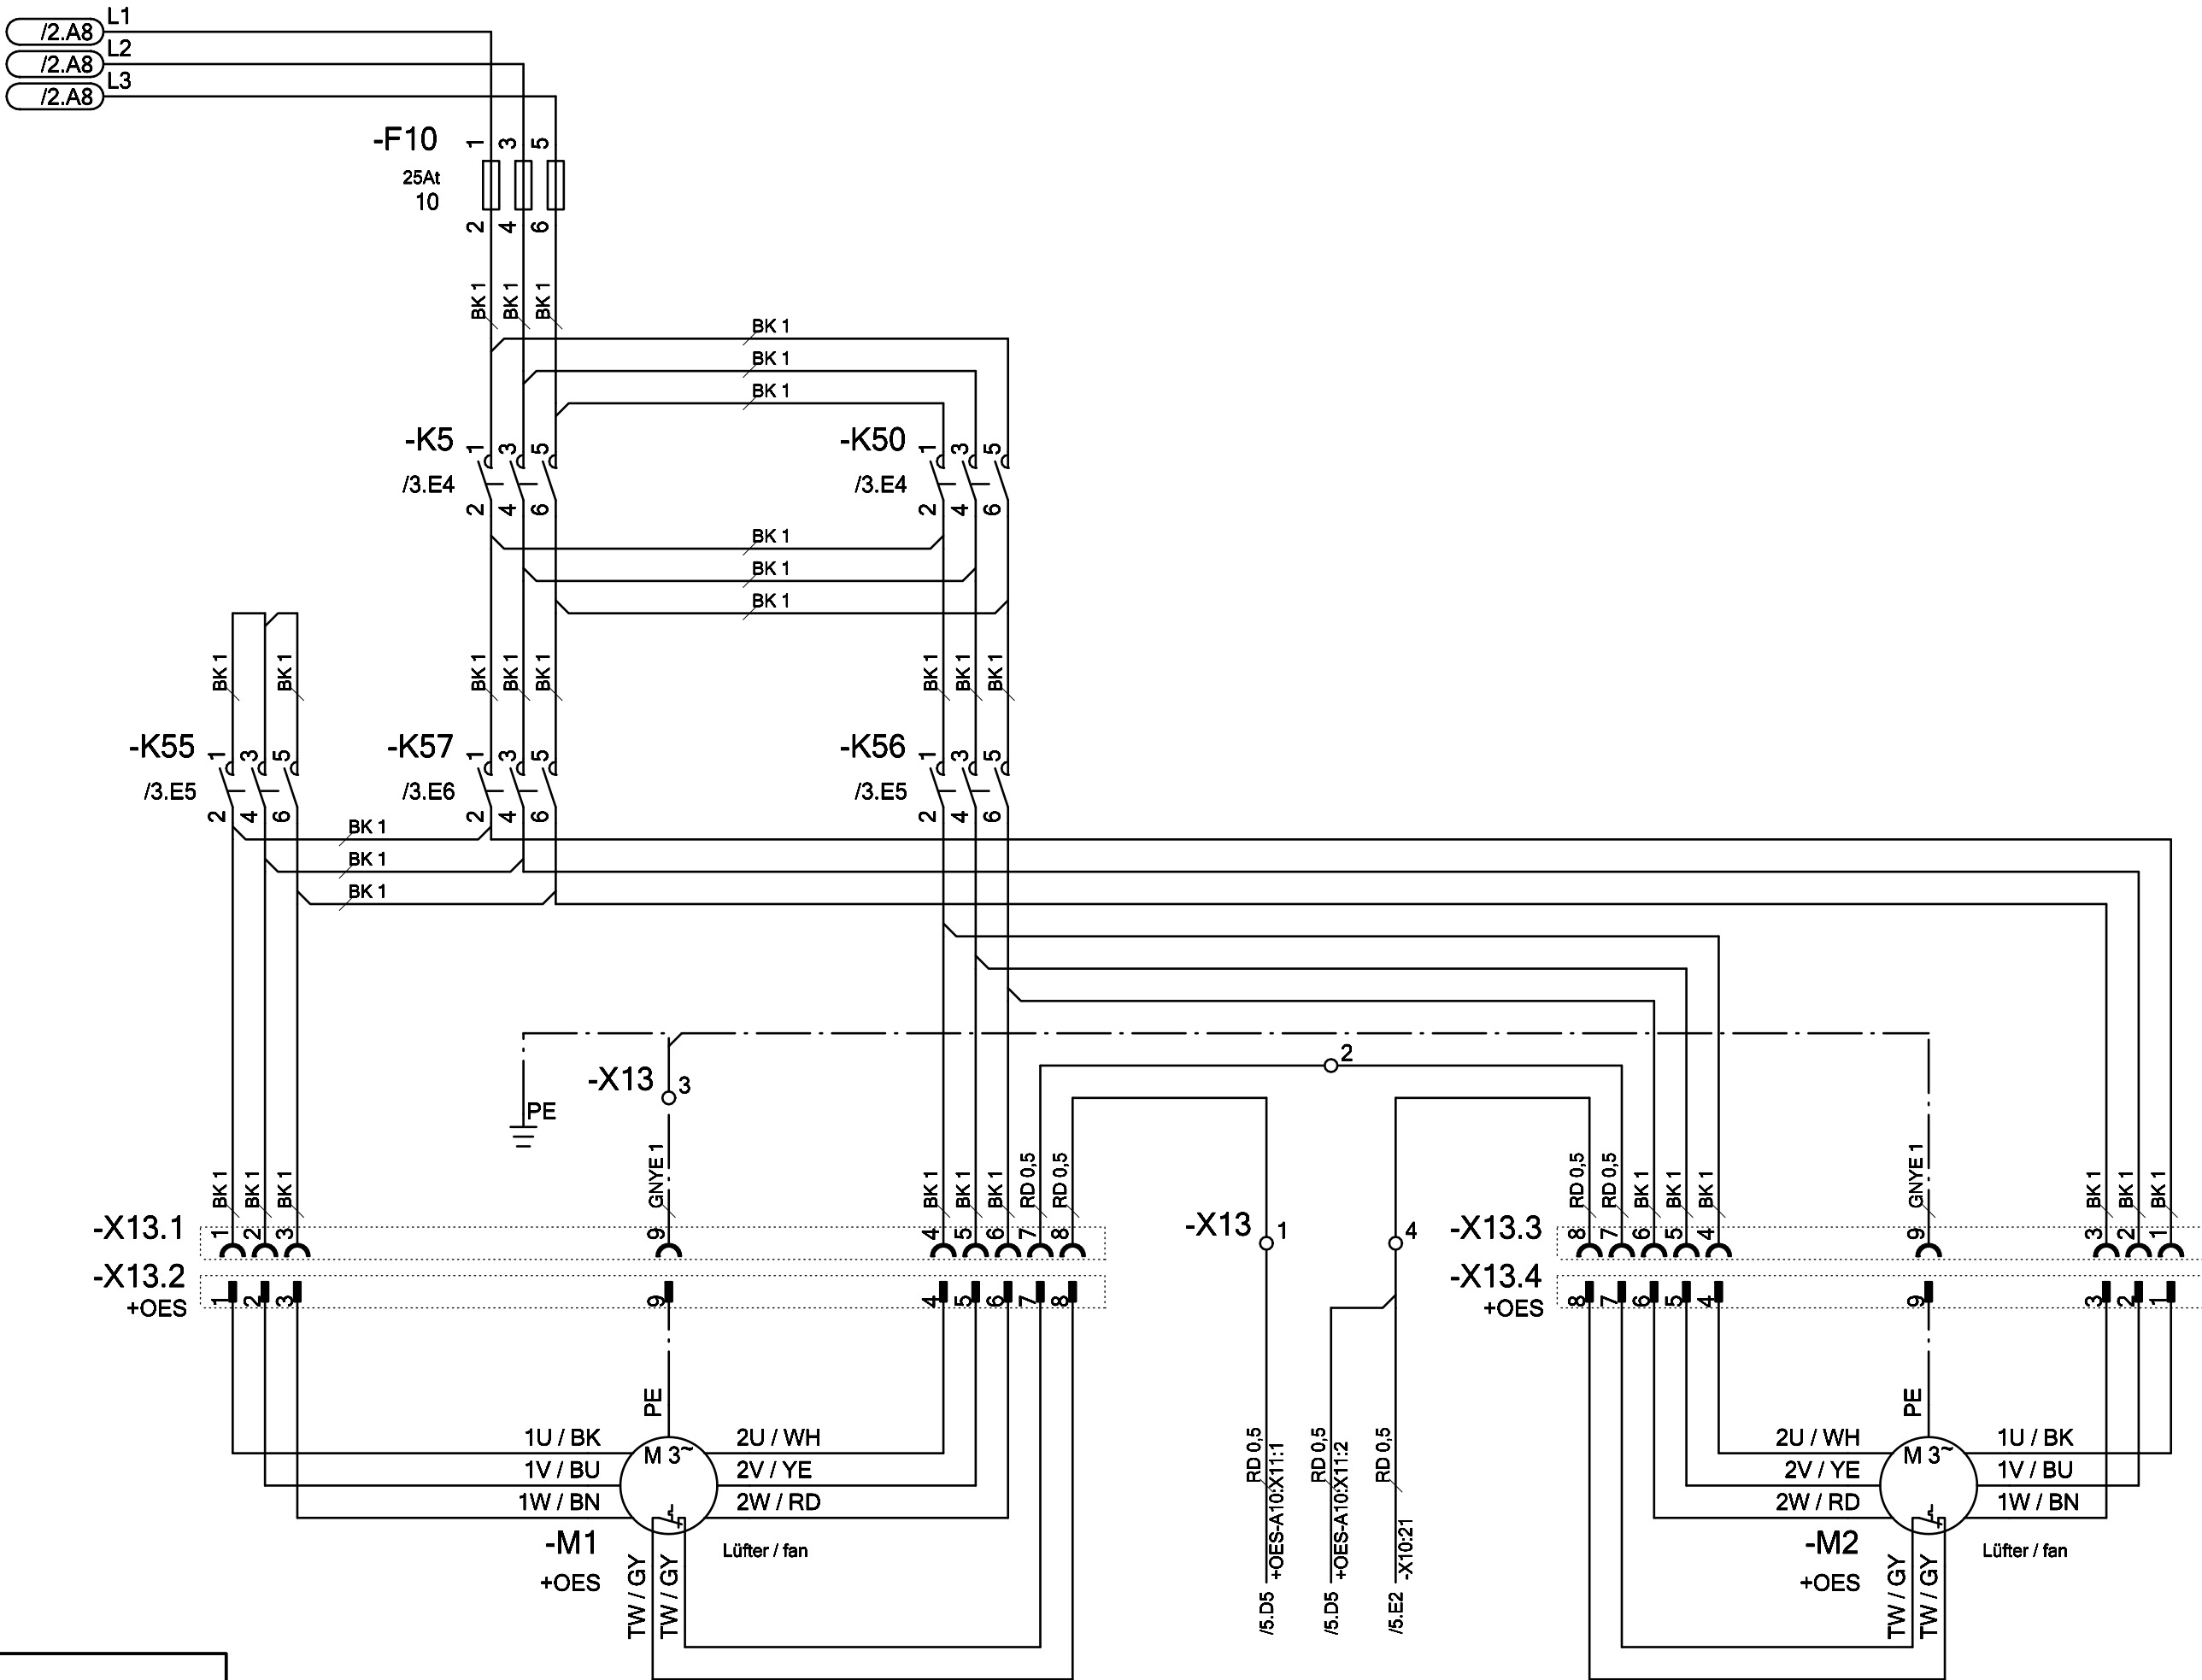 L1
/2.A8
L2
/2.A8
L3
/2.A8
-F10 1 3 5
25At
10
2 4 6
BK 1 BK 1 BK 1
BK 1
BK 1
BK 1
-K5 1 3 5 -K50 1 3 5
/3.E4 /3.E4
2 4 6 2 4 6
BK 1
BK 1
BK 1
BK 1 BK 1 BK 1 BK 1 BK 1 BK 1 BK 1 BK 1
-K55 1 3 5 -K57 1 3 5 -K56 1 3 5
/3.E5 /3.E6 /3.E5
2 4 6 2 4 6 2 4 6
BK 1
BK 1
BK 1
2
-X13 3
PE
BK 1 BK 1 BK 1 GNYE 1 BK 1 BK 1 BK 1 RD 0,5 RD 0,5 RD 0,5 RD 0,5 BK 1 BK 1 BK 1 GNYE 1 BK 1 BK 1 BK 1
-X13.1 1 2 3 9 4 5 6 7 8 -X13 1 4 -X13.3 8 7 6 5 4 9 3 2 1
-X13.2 1 2 3 9 4 5 6 7 8 -X13.4 8 7 6 5 4 9 3 2 1
+OES +OES
PE PE
1U / BK M 3~ 2U / WH 2U / WH M 3~ 1U / BK
1V / BU 2V / YE 2V / YE 1V / BU
1W / BN 2W / RD 2W / RD 1W / BN
RD 0,5 RD 0,5 RD 0,5
+OES-A10:X11:1 +OES-A10:X11:2 -X10:21
-M1 Lüfter / fan -M2 Lüfter / fan
+OES +OES
TW / GY TW / GY TW / GY TW / GY
/5.D5 /5.D5 /5.E2